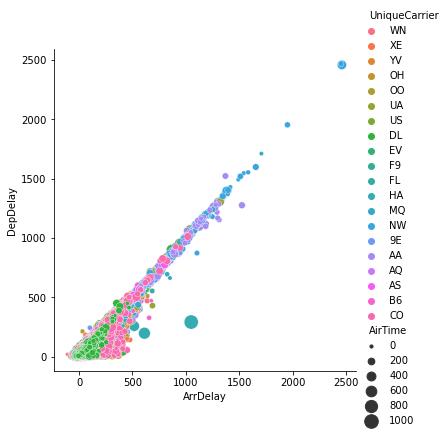 UniqueCarrier
WN
XE
YV
OH
OO
UA
US
DL
EV
F9
FL
HA
MQ
NW
9E
AA
AQ
AS
B6
CO
AirTime
0
200
400
600
800
1000
2500
2000
1500
1000
500
0
DepDelay
0
500
1000
1500
2000
2500
ArrDelay